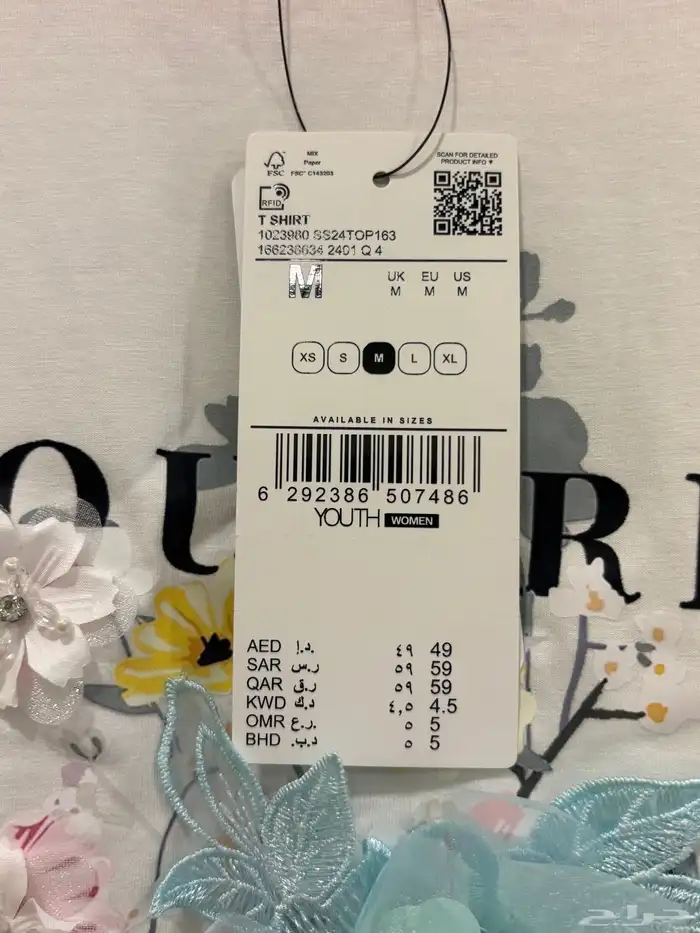 MIX
Paper
FSC FSC® C143203
SCAN FOR DETAILED
PRODUCT INFO
RFID
T SHIRT
1023980 SS24TOP163
166238634 2401 Q 4
M
UK EU US
M M M
XS S M L XL
AVAILABLE IN SIZES
6 292386 507486
YOUTH WOMEN
AED د.إ. ٤٩ 49
SAR ر.س ٥٩ 59
QAR ر.ق ٥٩ 59
KWD د.ك ٤,٥ 4.5
OMR ر.ع. ٥ 5
BHD د.ب. ٥ 5
OU R
حراج